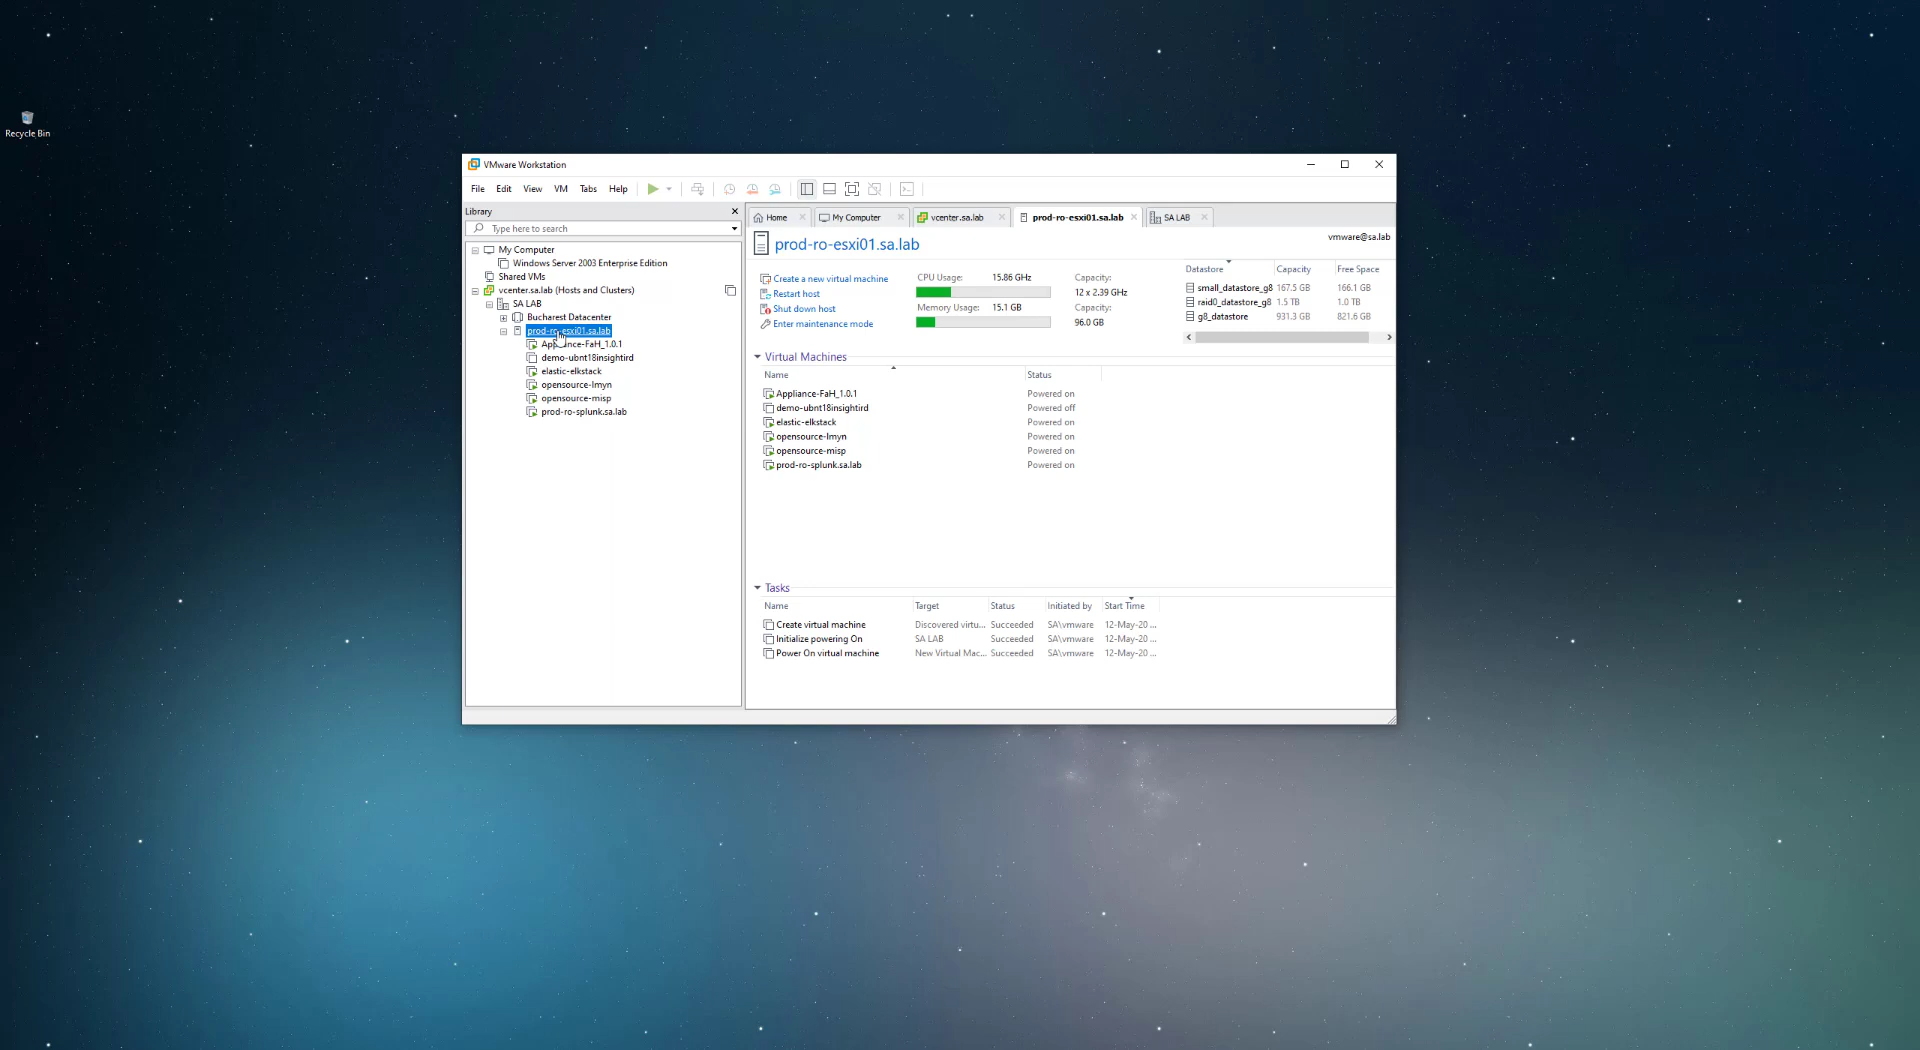 Recycle Bin
VMware Workstation
File Edit View VM Tabs Help
Library
Type here to search
My Computer
Windows Server 2003 Enterprise Edition
Shared VMs
vcenter.sa.lab (Hosts and Clusters)
SA LAB
Bucharest Datacenter
prod-ro-esxi01.sa.lab
Appliance-FaH_1.0.1
demo-ubnt18insightird
elastic-elkstack
opensource-lmyn
opensource-misp
prod-ro-splunk.sa.lab
Home My Computer vcenter.sa.lab prod-ro-esxi01.sa.lab SA LAB
prod-ro-esxi01.sa.lab
vmware@sa.lab
Create a new virtual machine
Restart host
Shut down host
Enter maintenance mode
CPU Usage: 15.86 GHz Capacity:
12 x 2.39 GHz
Memory Usage: 15.1 GB Capacity:
96.0 GB
Datastore Capacity Free Space
small_datastore_g8 167.5 GB 166.1 GB
raid0_datastore_g8 1.5 TB 1.0 TB
g8_datastore 931.3 GB 821.6 GB
Virtual Machines
Name Status
Appliance-FaH_1.0.1 Powered on
demo-ubnt18insightird Powered off
elastic-elkstack Powered on
opensource-lmyn Powered on
opensource-misp Powered on
prod-ro-splunk.sa.lab Powered on
Tasks
Name Target Status Initiated by Start Time
Create virtual machine Discovered virtu... Succeeded SA\vmware 12-May-20 ...
Initialize powering On SA LAB Succeeded SA\vmware 12-May-20 ...
Power On virtual machine New Virtual Mac... Succeeded SA\vmware 12-May-20 ...